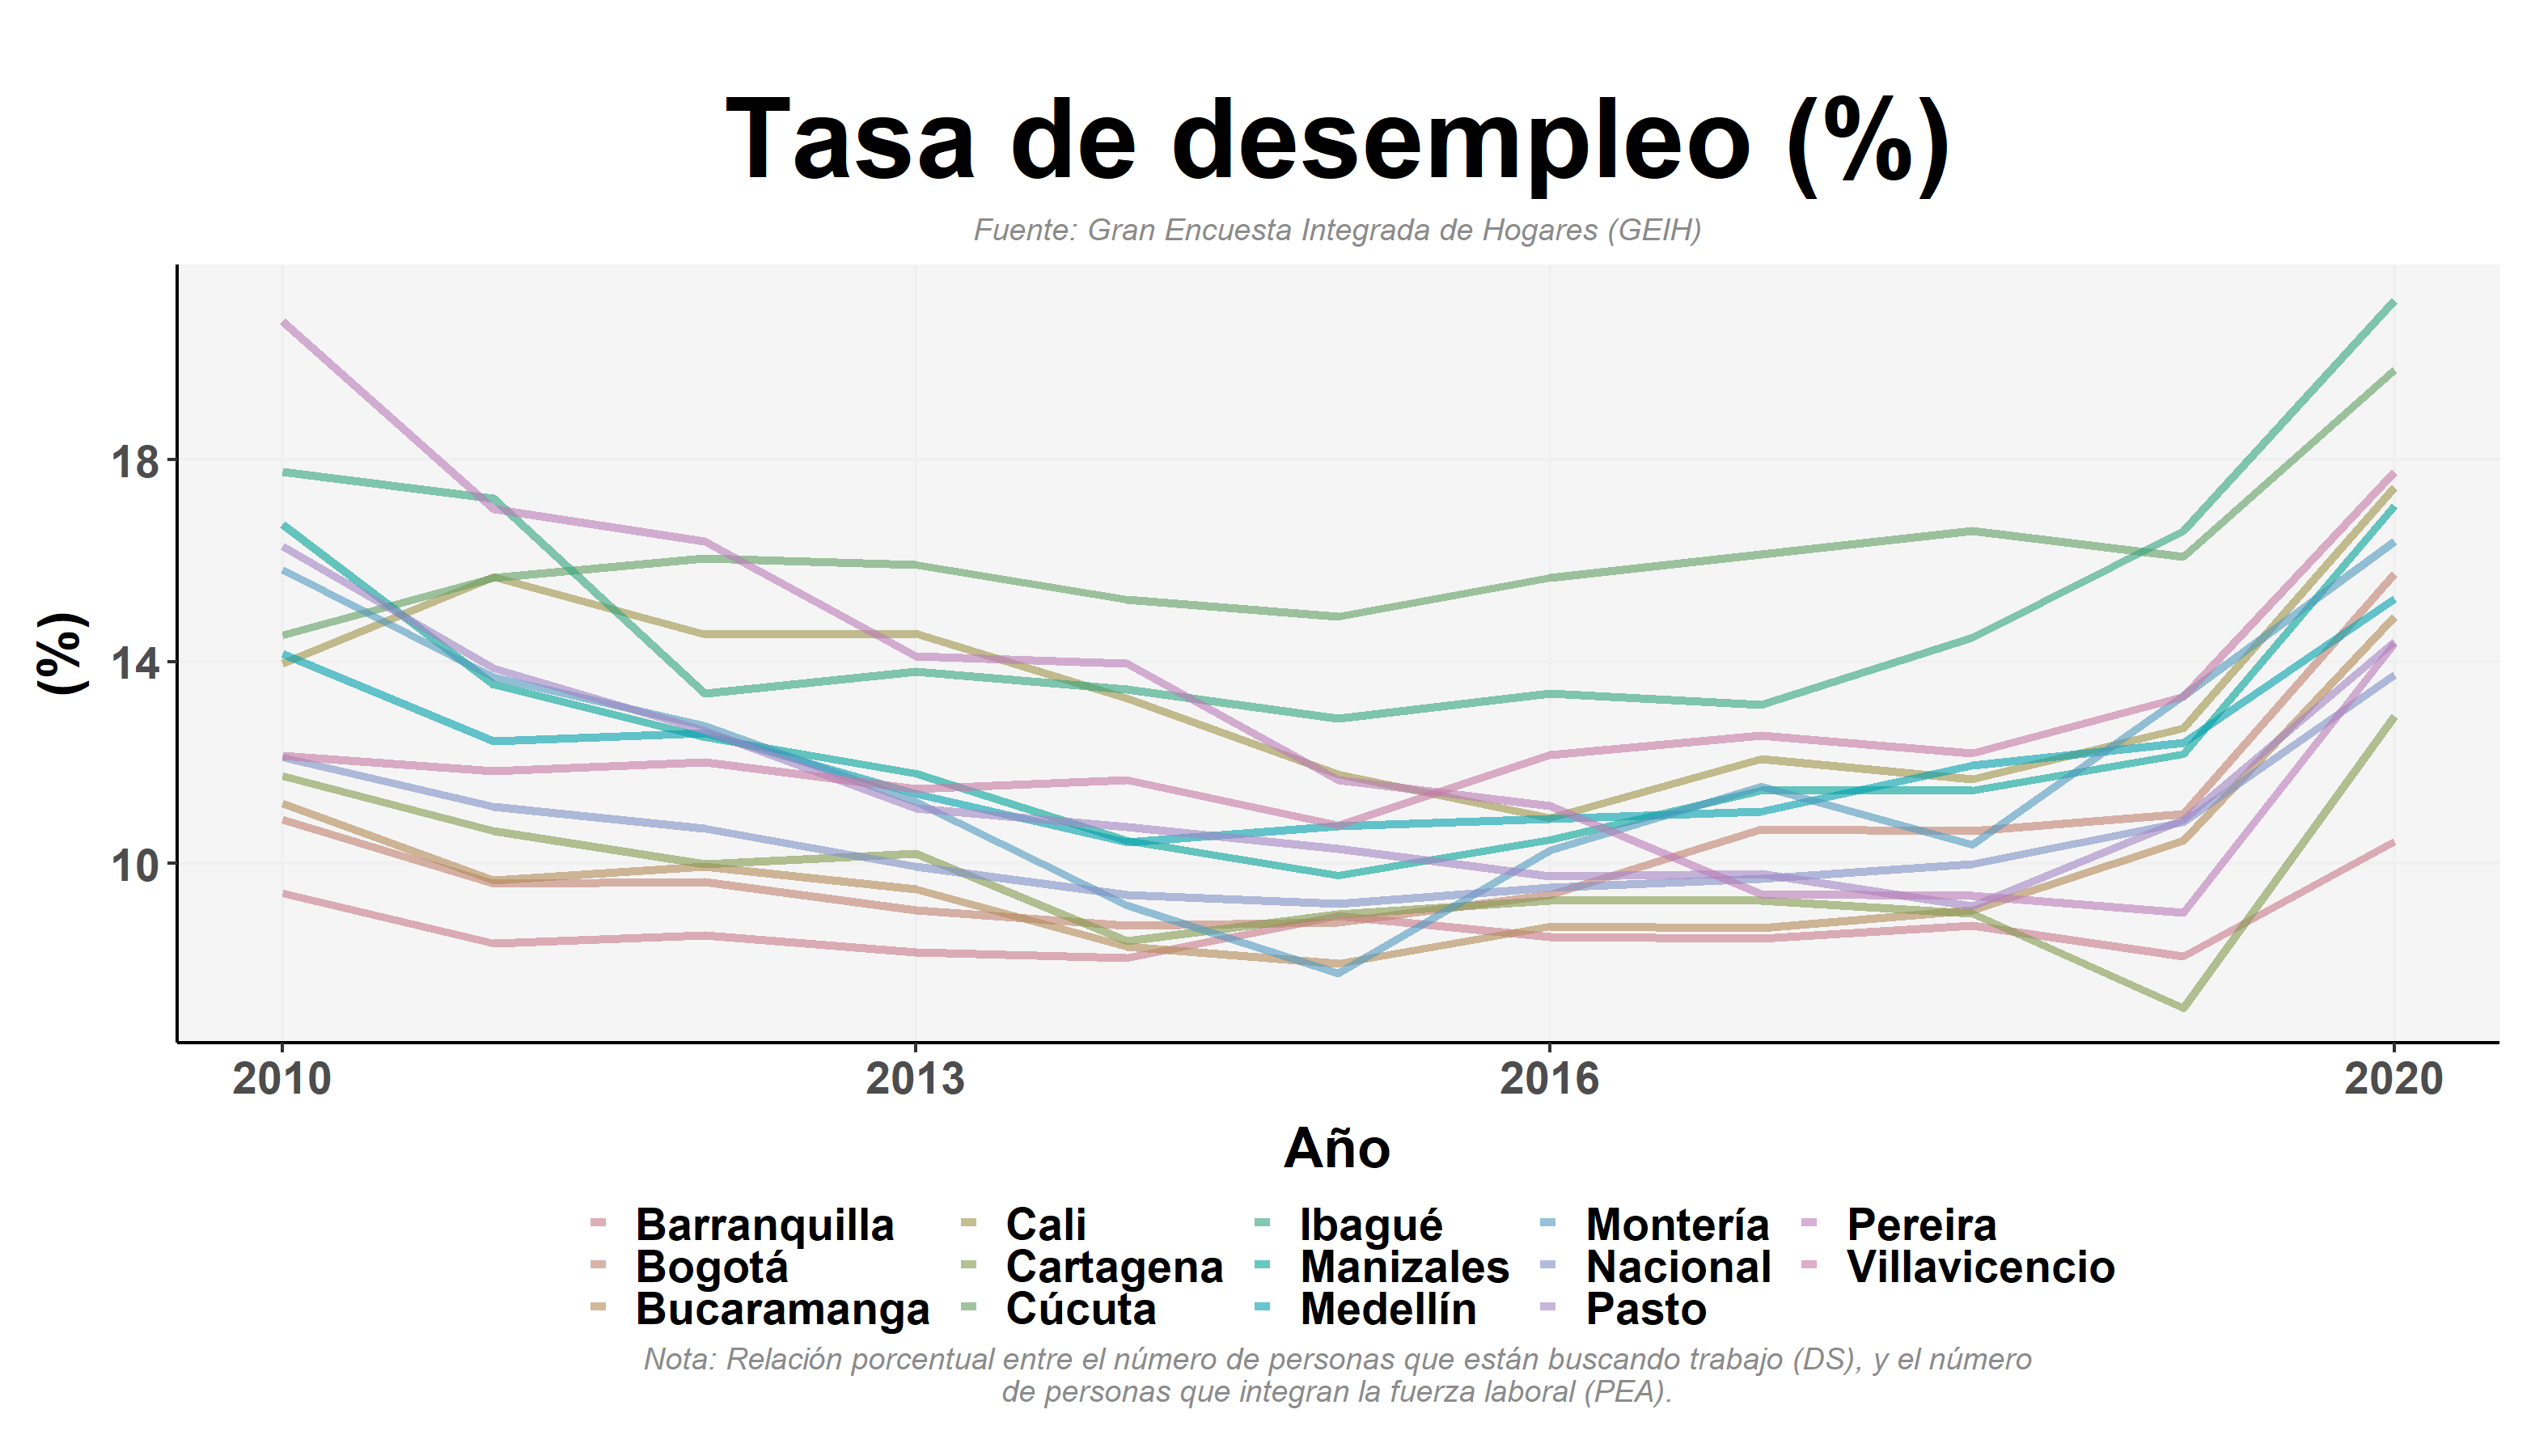 Tasa de desempleo (%)
Fuente: Gran Encuesta Integrada de Hogares (GEIH)
(%)
18
14
10
2010 2013 2016 2020
Año
Barranquilla Cali Ibagué Montería Pereira
Bogotá Cartagena Manizales Nacional Villavicencio
Bucaramanga Cúcuta Medellín Pasto
Nota: Relación porcentual entre el número de personas que están buscando trabajo (DS), y el número
de personas que integran la fuerza laboral (PEA).